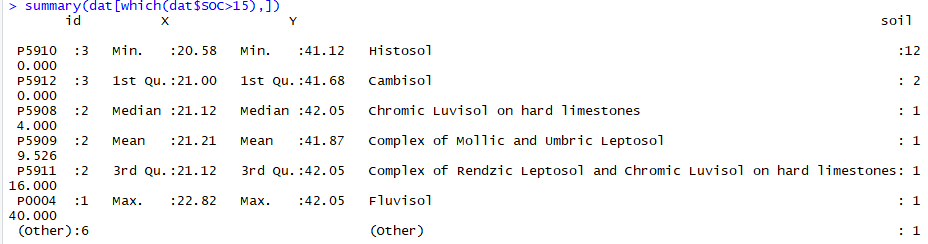 > summary(dat[which(dat$SOC>15),])
id X Y soil
P5910 :3 Min. :20.58 Min. :41.12 Histosol :12
0.000
P5912 :3 1st Qu.:21.00 1st Qu.:41.68 Cambisol : 2
0.000
P5908 :2 Median :21.12 Median :42.05 Chromic Luvisol on hard limestones : 1
4.000
P5909 :2 Mean :21.21 Mean :41.87 Complex of Mollic and Umbric Leptosol : 1
9.526
P5911 :2 3rd Qu.:21.12 3rd Qu.:42.05 Complex of Rendzic Leptosol and Chromic Luvisol on hard limestones: 1
16.000
P0004 :1 Max. :22.82 Max. :42.05 Fluvisol : 1
40.000
(Other):6 (Other) : 1